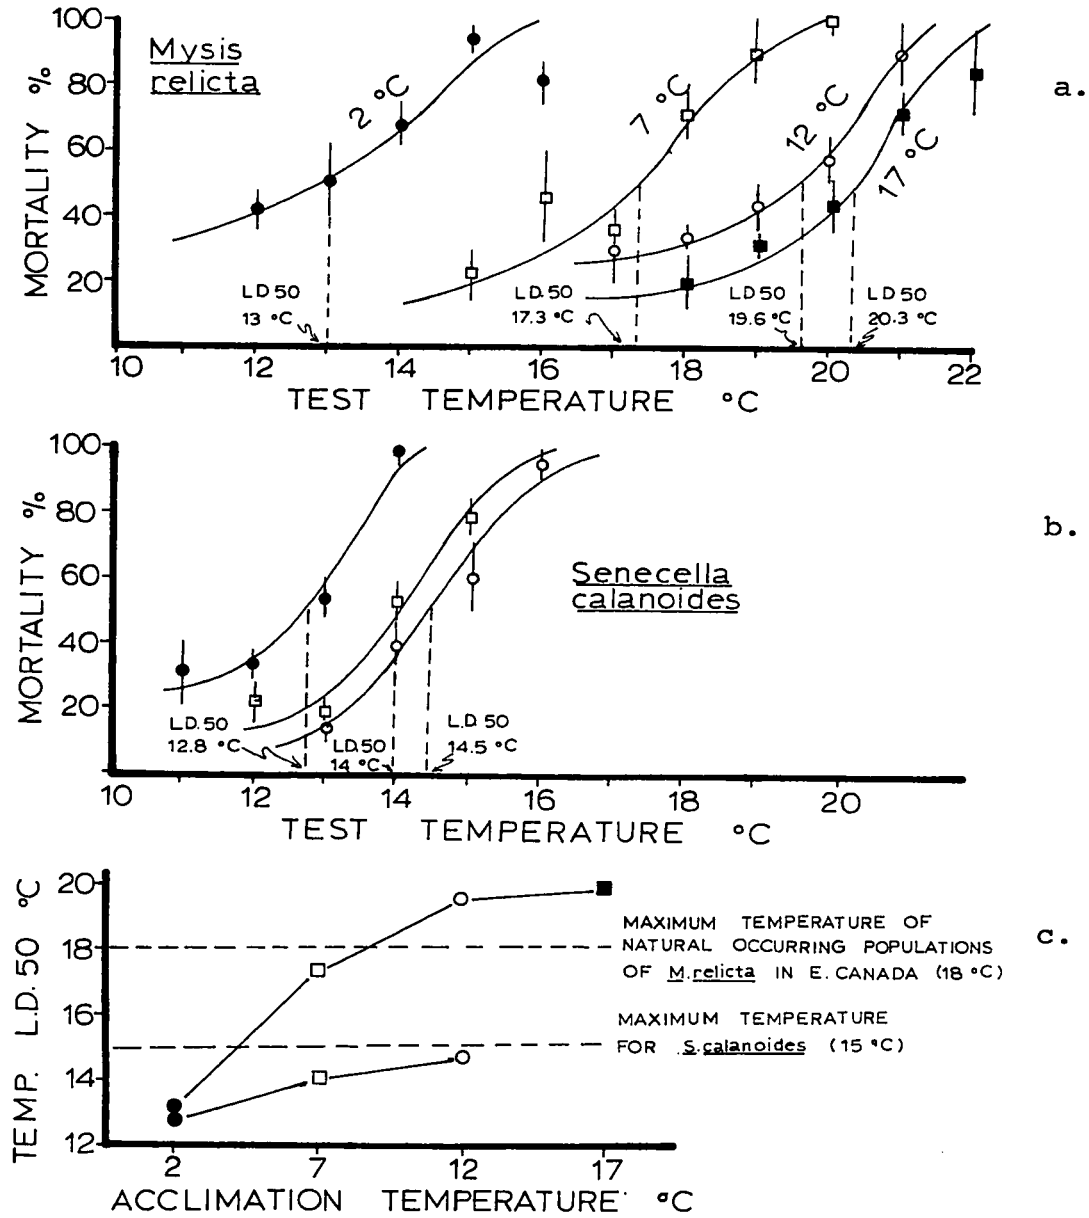 Mysis
relicta
a.
MORTALITY %
100
80
60
40
20
2 °C
7 °C
12 °C
17 °C
L.D 50
13 °C
L.D. 50
17.3 °C
L.D 50
19.6 °C
L.D 50
20.3 °C
10 12 14 16 18 20 22
TEST TEMPERATURE °C
b.
MORTALITY %
100
80
60
40
20
Senecella
calanoides
L.D. 50
12.8 °C
L.D.50
14 °C
L.D. 50
14.5 °C
10 12 14 16 18 20
TEST TEMPERATURE °C
c.
TEMP. L.D. 50 °C
20
18
16
14
12
MAXIMUM TEMPERATURE OF
NATURAL OCCURRING POPULATIONS
OF M.relicta IN E. CANADA (18 °C)
MAXIMUM TEMPERATURE
FOR S.calanoides (15 °C)
2 7 12 17
ACCLIMATION TEMPERATURE °C